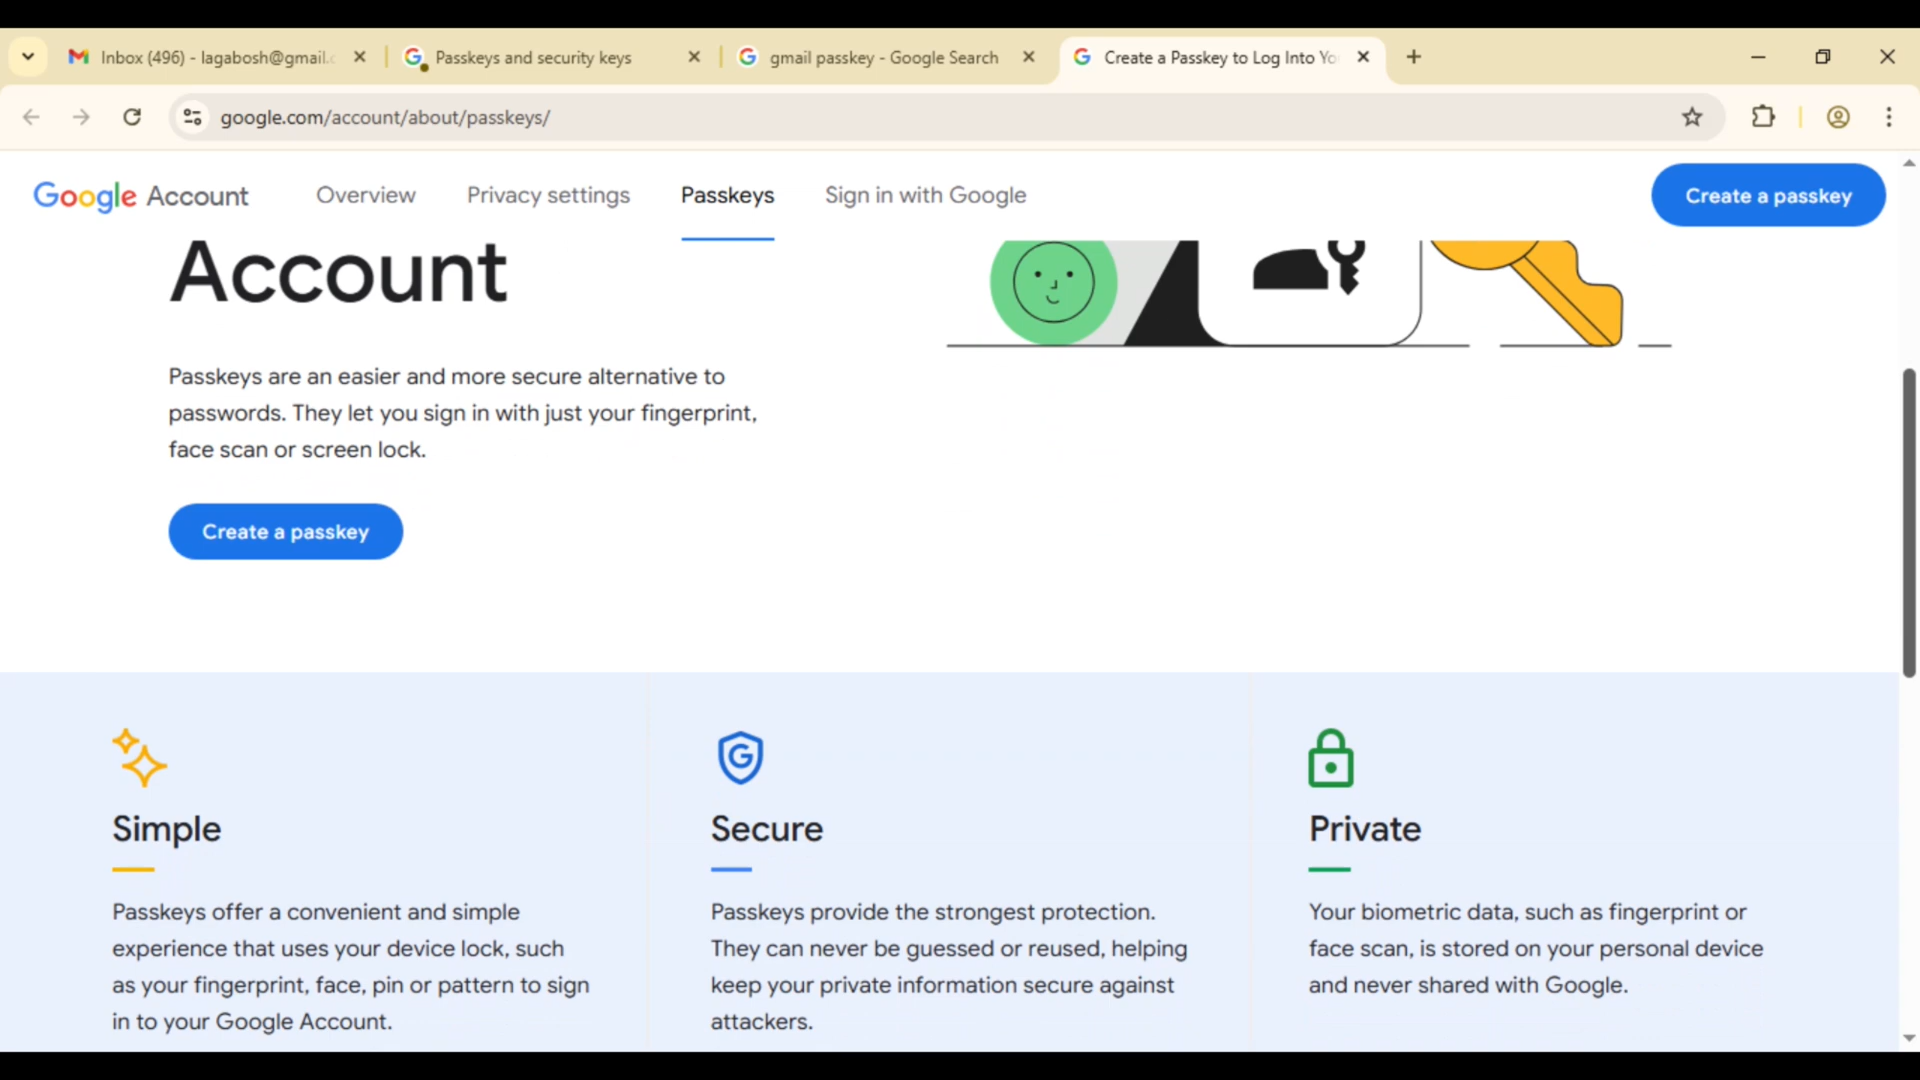 Inbox (496) - lagabosh@gmail.c
Passkeys and security keys
gmail passkey - Google Search
Create a Passkey to Log Into Yo
google.com/account/about/passkeys/
Google Account
Overview
Privacy settings
Passkeys
Sign in with Google
Create a passkey
Account
Passkeys are an easier and more secure alternative to
passwords. They let you sign in with just your fingerprint,
face scan or screen lock.
Create a passkey
Simple
Passkeys offer a convenient and simple
experience that uses your device lock, such
as your fingerprint, face, pin or pattern to sign
in to your Google Account.
Secure
Passkeys provide the strongest protection.
They can never be guessed or reused, helping
keep your private information secure against
attackers.
Private
Your biometric data, such as fingerprint or
face scan, is stored on your personal device
and never shared with Google.